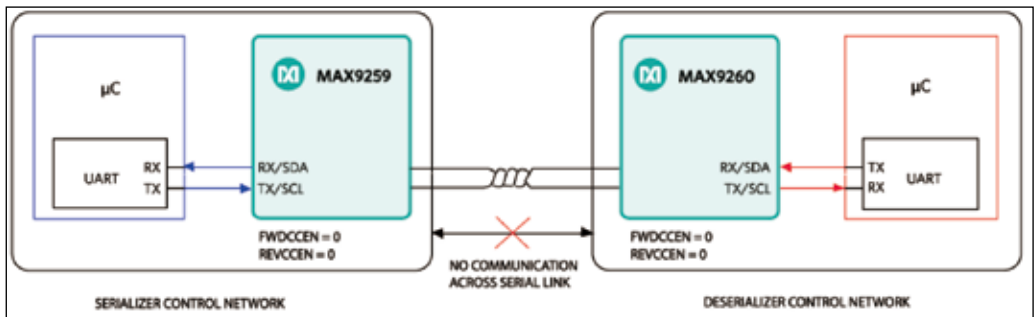 µC
UART
RX
TX
MAX9259
RX/SDA
TX/SCL
FWDCCEN = 0
REVCCEN = 0
SERIALIZER CONTROL NETWORK
NO COMMUNICATION
ACROSS SERIAL LINK
MAX9260
RX/SDA
TX/SCL
FWDCCEN = 0
REVCCEN = 0
µC
TX
RX
UART
DESERIALIZER CONTROL NETWORK